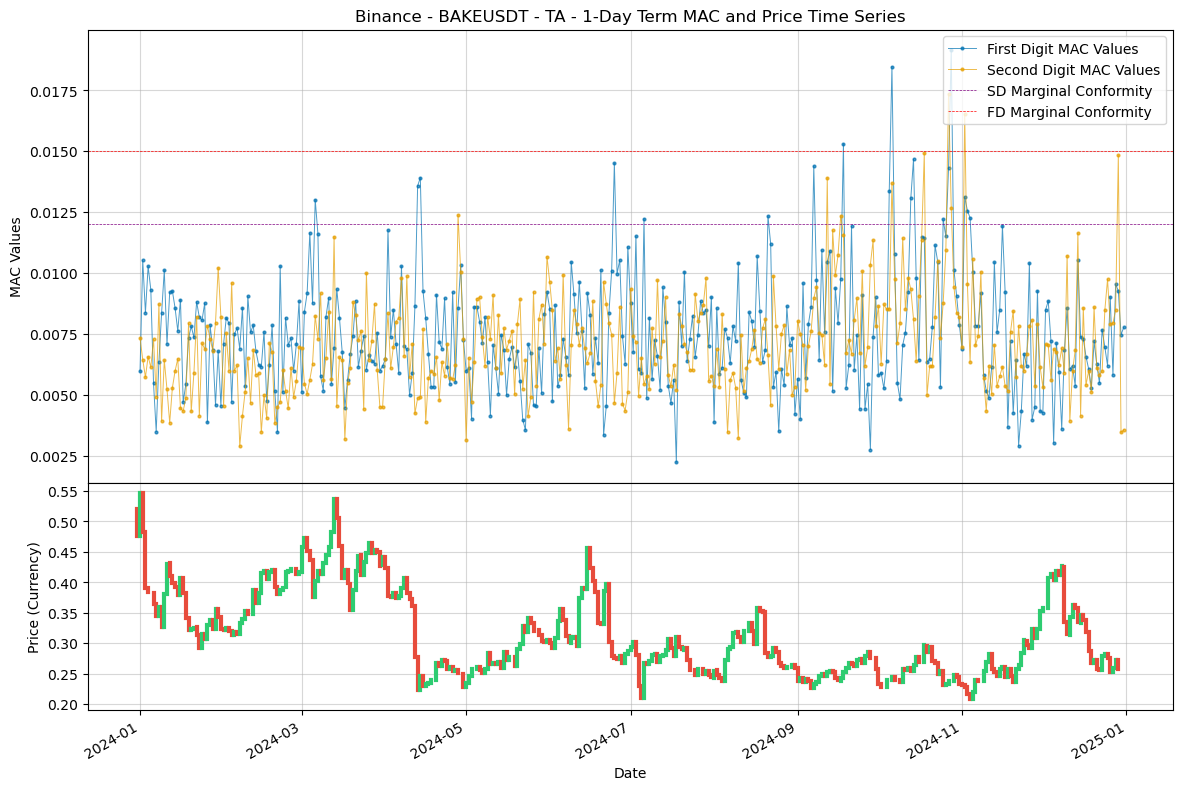 Binance - BAKEUSDT - TA - 1-Day Term MAC and Price Time Series
First Digit MAC Values
Second Digit MAC Values
SD Marginal Conformity
FD Marginal Conformity
0.0175
0.0150
0.0125
0.0100
0.0075
0.0050
0.0025
MAC Values
0.55
0.50
0.45
0.40
0.35
0.30
0.25
0.20
Price (Currency)
2024-01
2024-03
2024-05
2024-07
2024-09
2024-11
2025-01
Date